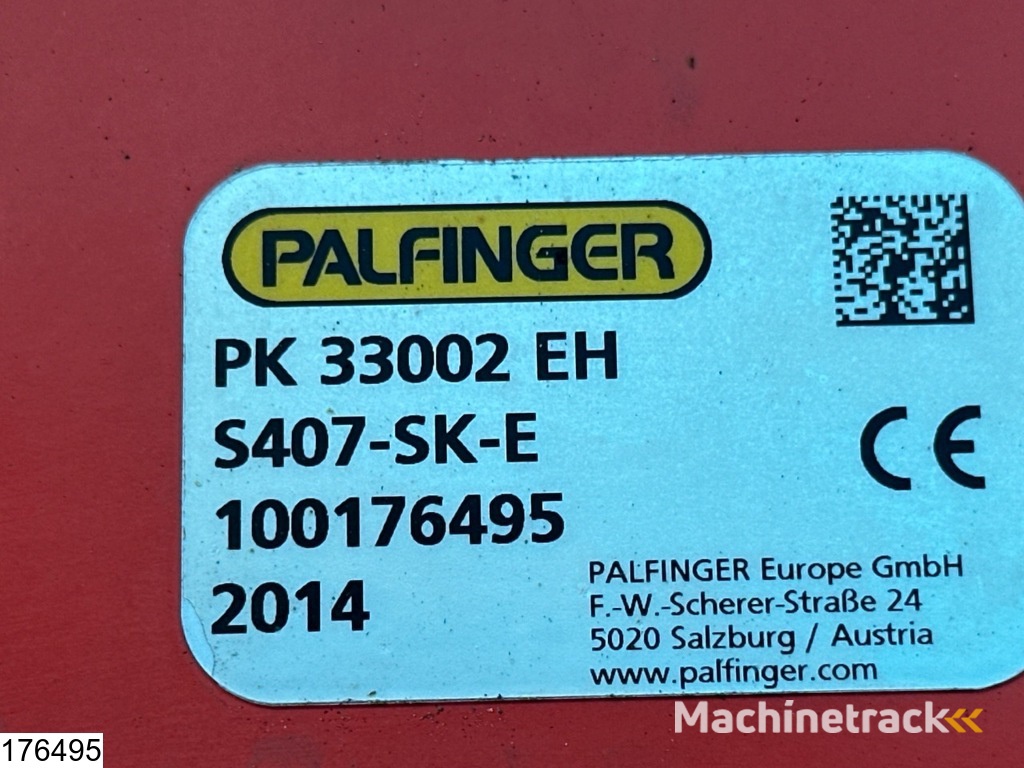 PALFINGER
PK 33002 EH
S407-SK-E
100176495
2014
CE
PALFINGER Europe GmbH
F.-W.-Scherer-Straße 24
5020 Salzburg / Austria
www.palfinger.com
Machinetrack
176495